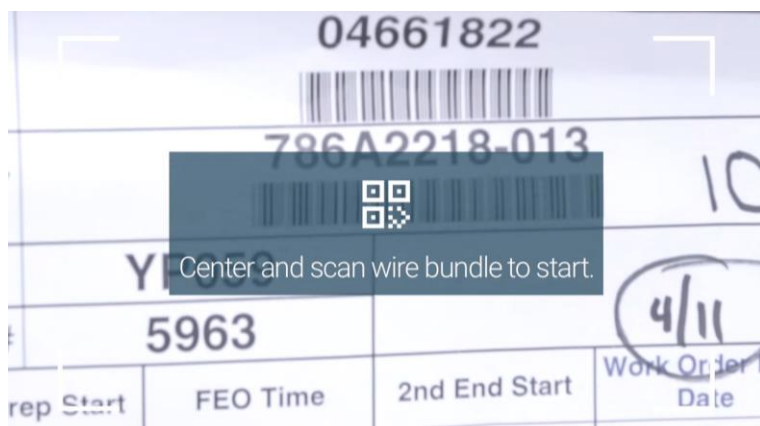 04661822
786A2218-013
10
Center and scan wire bundle to start.
5963
4/11
rep Start
FEO Time
2nd End Start
Work Order
Date